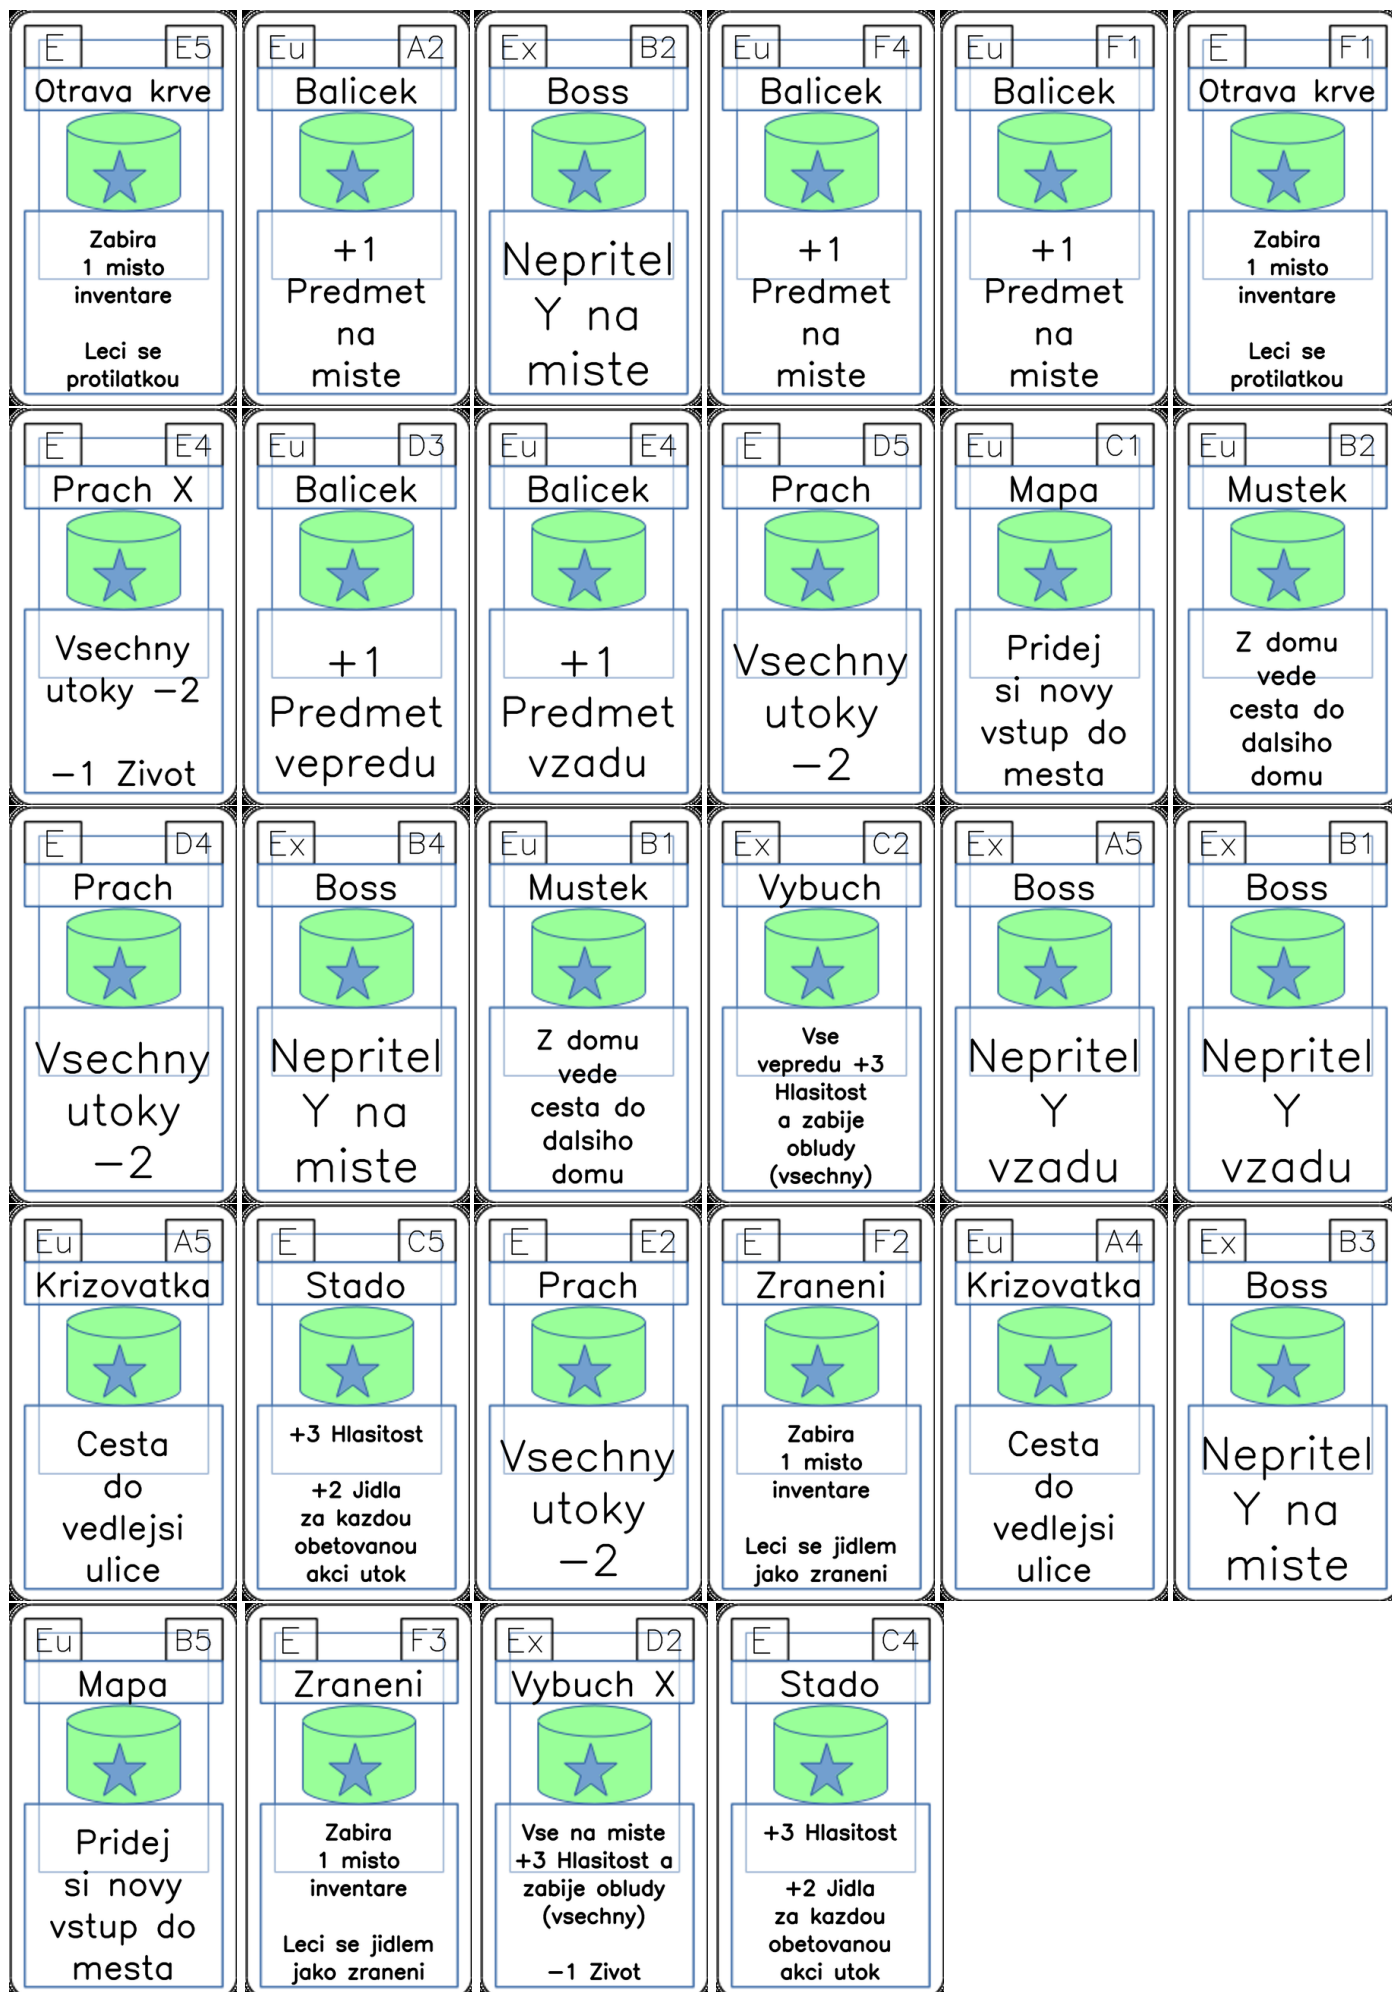 E E5
Otrava krve
Zabira
1 misto
inventare
Leci se
protilatkou
Eu A2
Balicek
+1
Predmet
na
miste
Ex B2
Boss
Nepritel
Y na
miste
Eu F4
Balicek
+1
Predmet
na
miste
Eu F1
Balicek
+1
Predmet
na
miste
E F1
Otrava krve
Zabira
1 misto
inventare
Leci se
protilatkou
E E4
Prach X
Vsechny
utoky -2
-1 Zivot
Eu D3
Balicek
+1
Predmet
vepredu
Eu E4
Balicek
+1
Predmet
vzadu
E D5
Prach
Vsechny
utoky
-2
Eu C1
Mapa
Pridej
si novy
vstup do
mesta
Eu B2
Mustek
Z domu
vede
cesta do
dalsiho
domu
E D4
Prach
Vsechny
utoky
-2
Ex B4
Boss
Nepritel
Y na
miste
Eu B1
Mustek
Z domu
vede
cesta do
dalsiho
domu
Ex C2
Vybuch
Vse
vepredu +3
Hlasitost
a zabije
obludy
(vsechny)
Ex A5
Boss
Nepritel
Y
vzadu
Ex B1
Boss
Nepritel
Y
vzadu
Eu A5
Krizovatka
Cesta
do
vedlejsi
ulice
E C5
Stado
+3 Hlasitost
+2 Jidla
za kazdou
obetovanou
akci utok
E E2
Prach
Vsechny
utoky
-2
E F2
Zraneni
Zabira
1 misto
inventare
Leci se jidlem
jako zraneni
Eu A4
Krizovatka
Cesta
do
vedlejsi
ulice
Ex B3
Boss
Nepritel
Y na
miste
Eu B5
Mapa
Pridej
si novy
vstup do
mesta
E F3
Zraneni
Zabira
1 misto
inventare
Leci se jidlem
jako zraneni
Ex D2
Vybuch X
Vse na miste
+3 Hlasitost a
zabije obludy
(vsechny)
-1 Zivot
E C4
Stado
+3 Hlasitost
+2 Jidla
za kazdou
obetovanou
akci utok